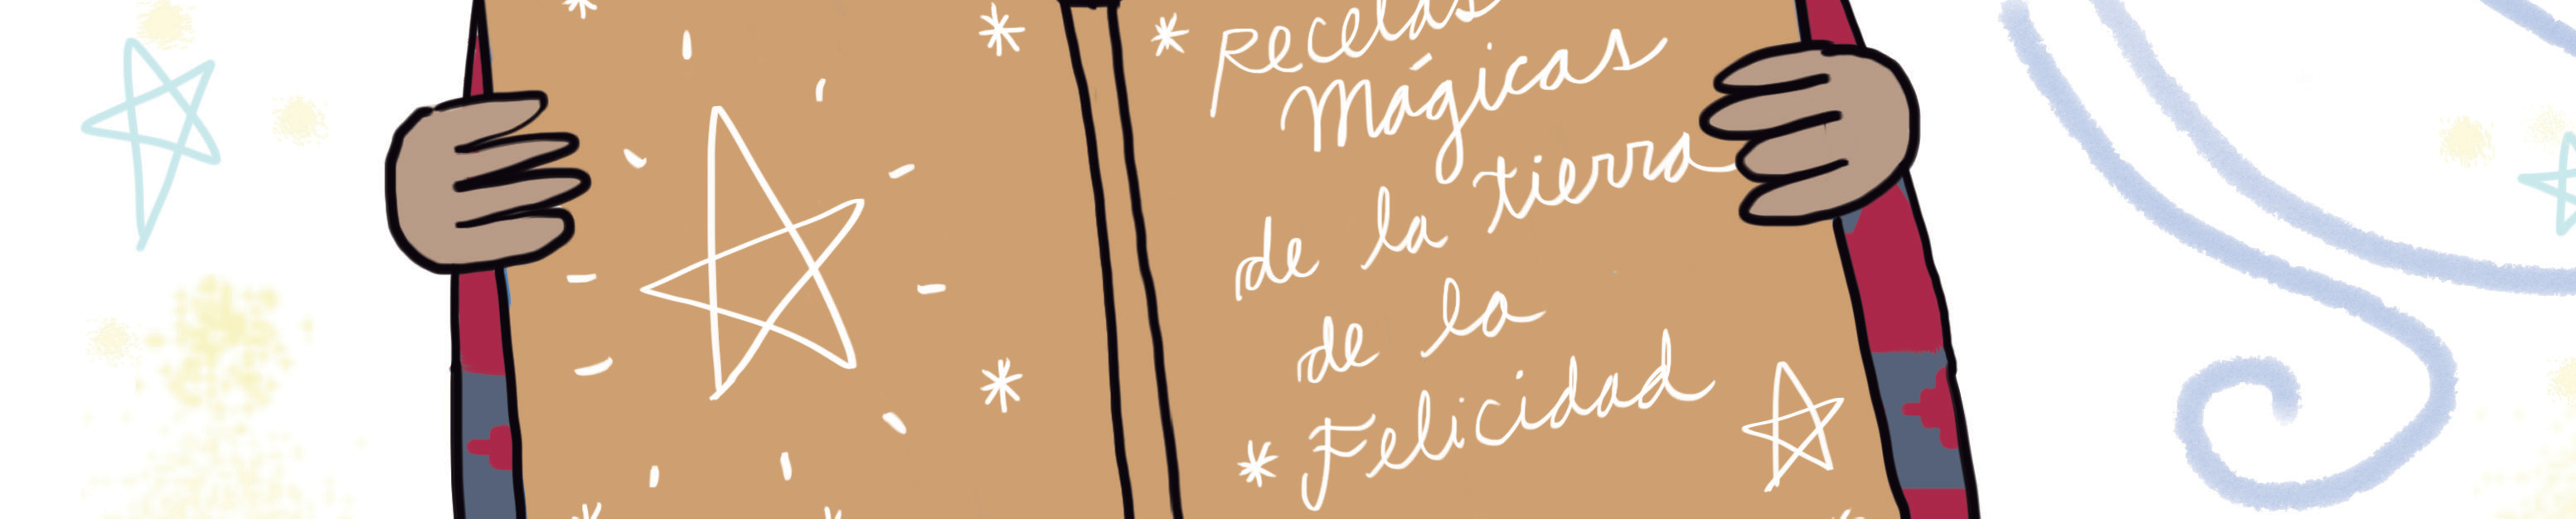 Recetas
Mágicas
de la tierra
de la
Felicidad